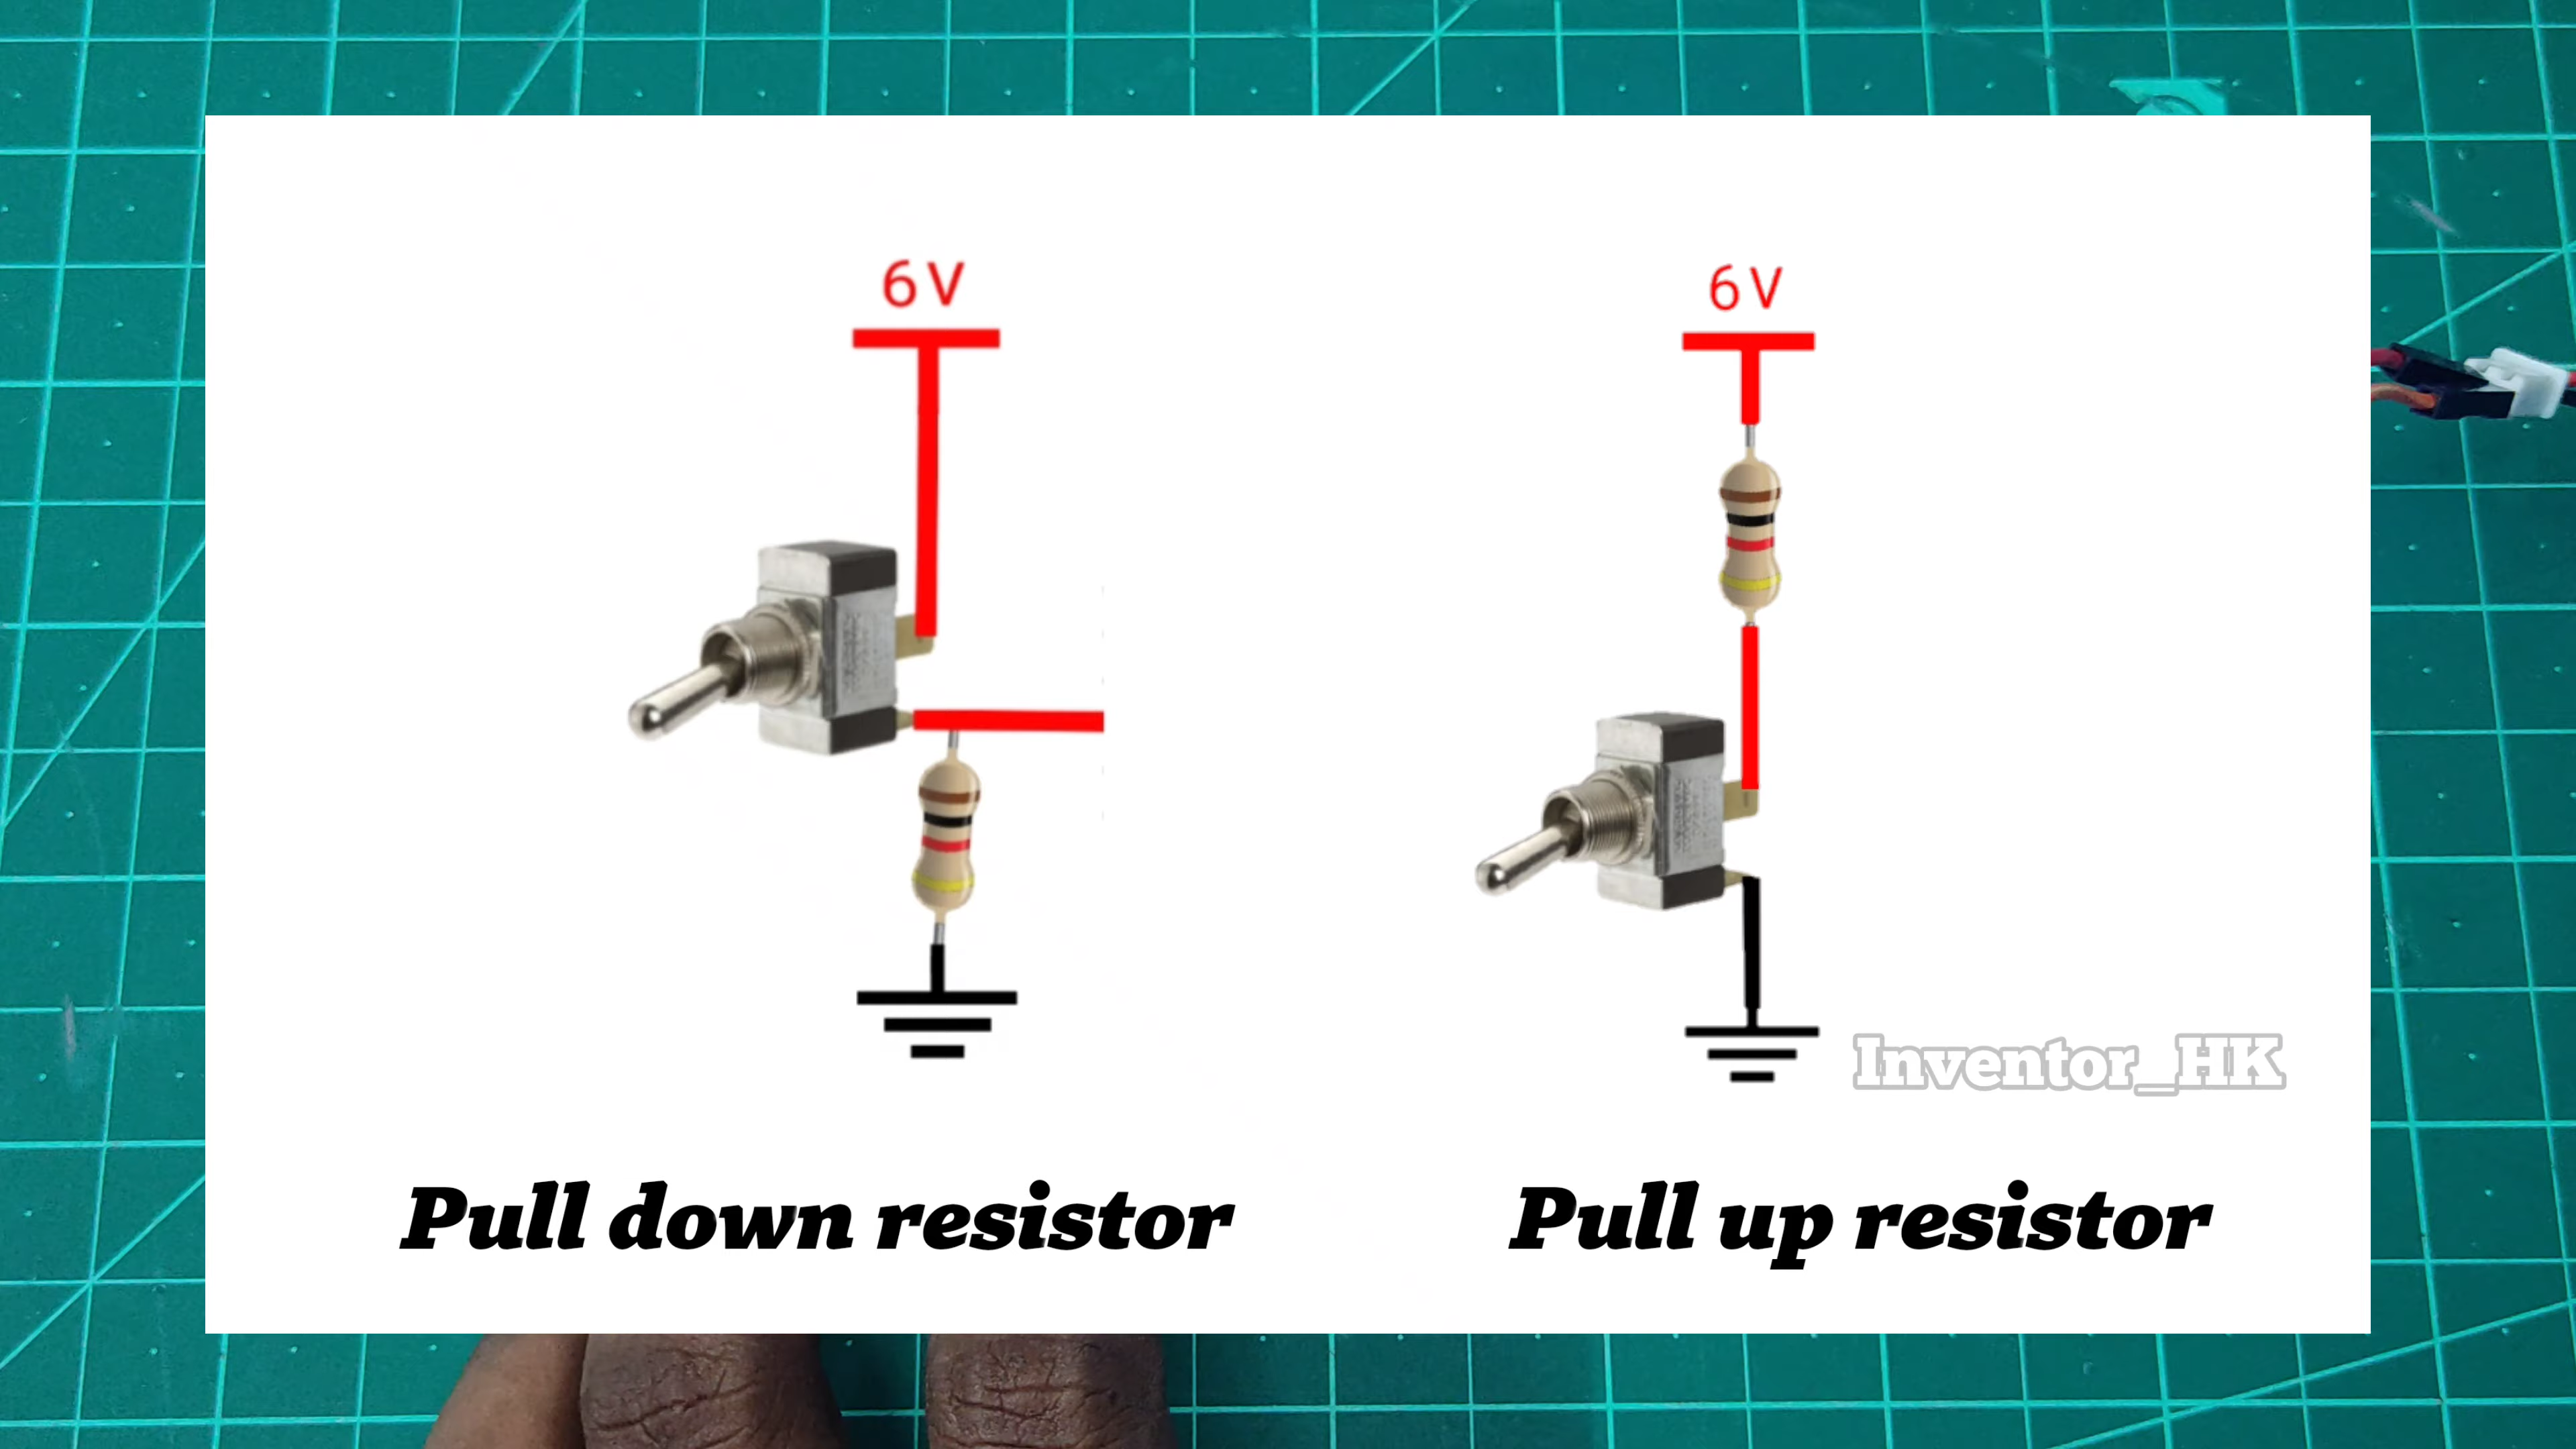 6V
6V
Inventor_HK
Pull down resistor
Pull up resistor